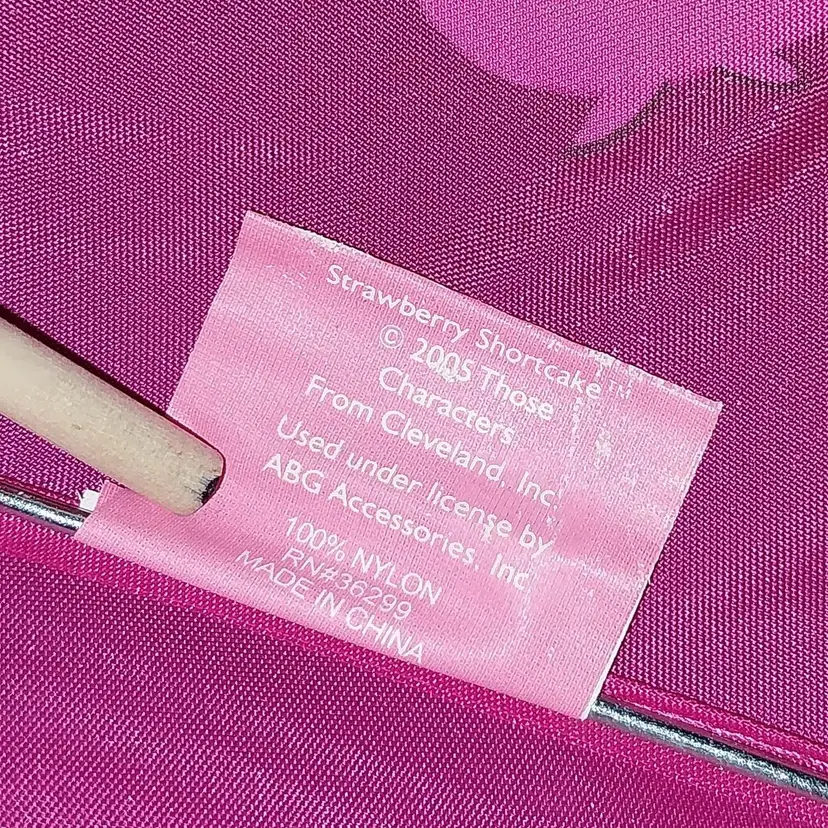 Strawberry Shortcake™
© 2005 Those
Characters
From Cleveland, Inc.
Used under license by
ABG Accessories, Inc.
100% NYLON
RN#36299
MADE IN CHINA